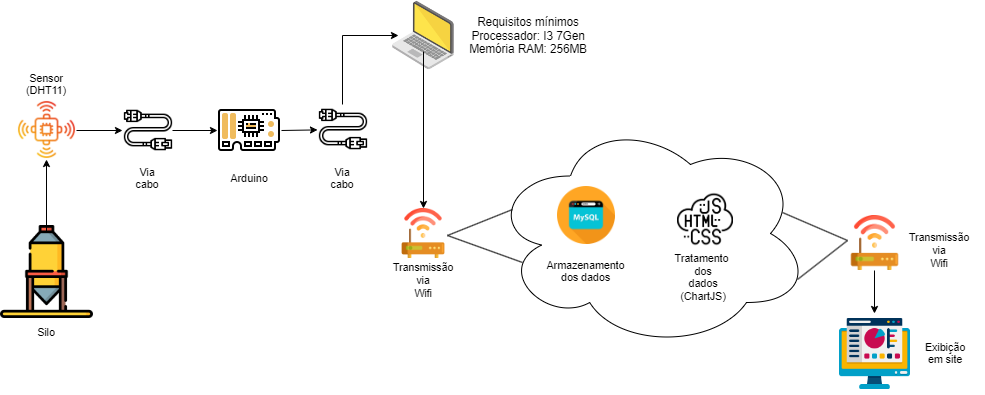 Requisitos mínimos
Processador: I3 7Gen
Memória RAM: 256MB
Sensor
(DHT11)
Via
cabo
Arduino
Via
cabo
Silo
Transmissão
via
Wifi
MySQL
Armazenamento
dos dados
JS
HTML
CSS
Tratamento
dos
dados
(ChartJS)
Transmissão
via
Wifi
Exibição
em site